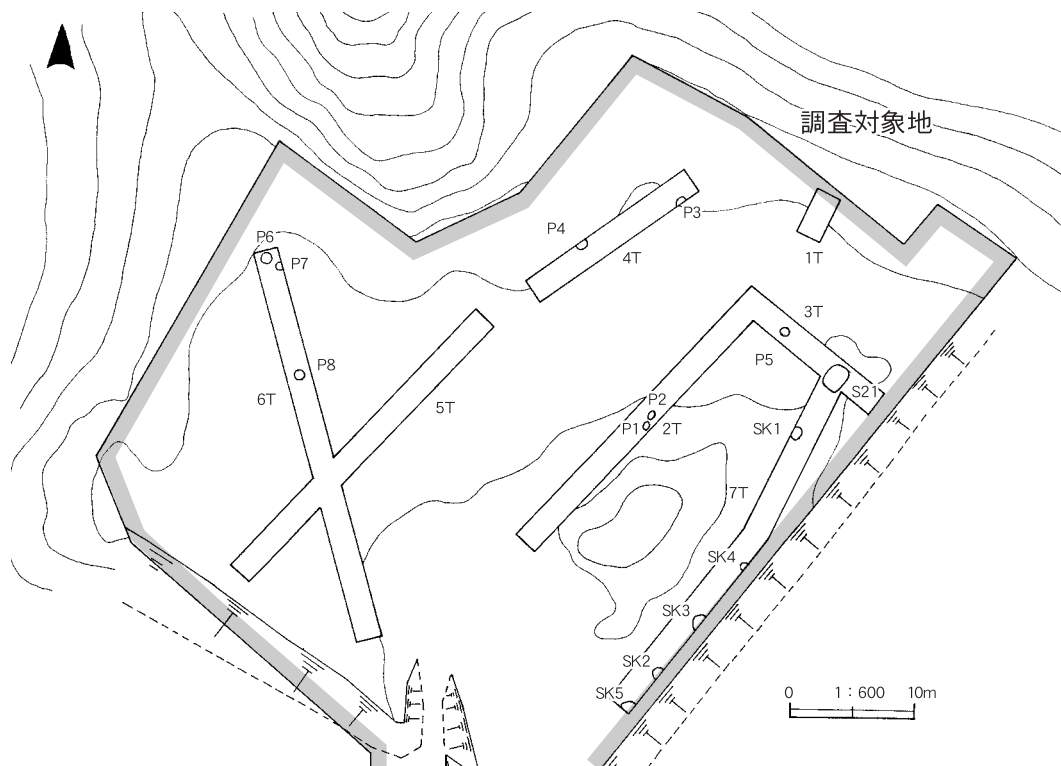 調査対象地
P3
P4
4T
1T
P6
P7
3T
P8
P5
6T
5T
S21
P2
P1
2T
SK1
7T
SK4
SK3
SK2
SK5
0 1：600 10m